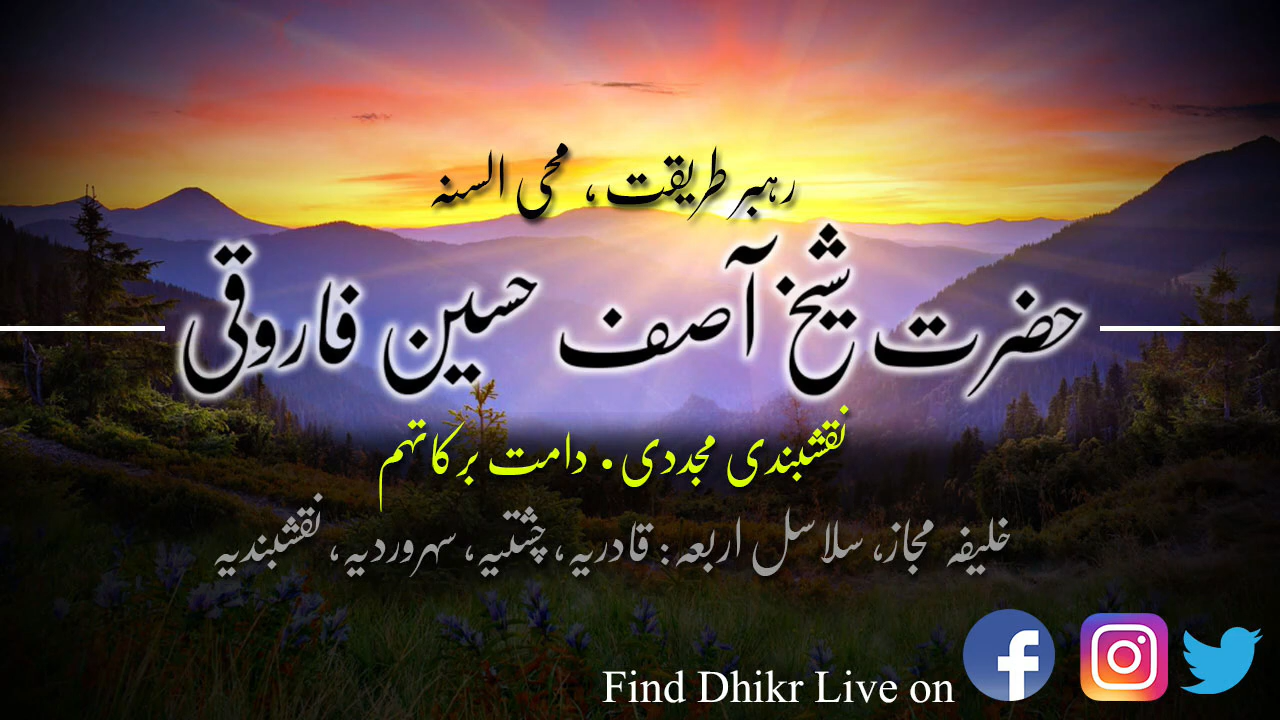 رہبر طریقت، محی السنہ
حضرت شیخ آصف حسین فاروقی
نقشبندی مجددی۔ دامت برکاتہم
خلیفہ مجاز، سلاسل اربعہ: قادریہ، چشتیہ، سہروردیہ، نقشبندیہ
Find Dhikr Live on